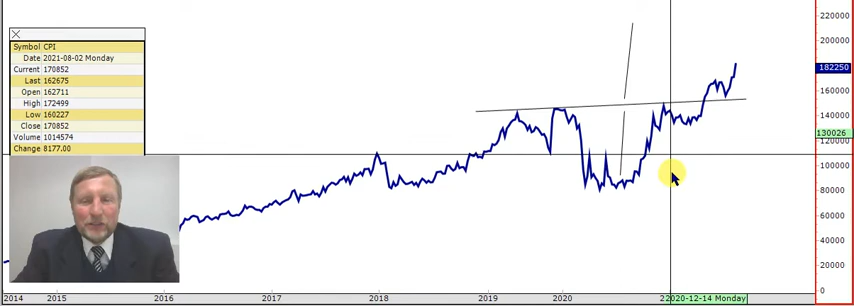 Symbol CPI
Date 2021-08-02 Monday
Current 170852
Last 162675
Open 162711
High 172499
Low 160227
Close 170852
Volume 1014574
Change 8177.00
220000
200000
182250
160000
140000
130026
120000
100000
80000
60000
40000
20000
0
2014 2015 2016 2017 2018 2019 2020 2 2020-12-14 Monday